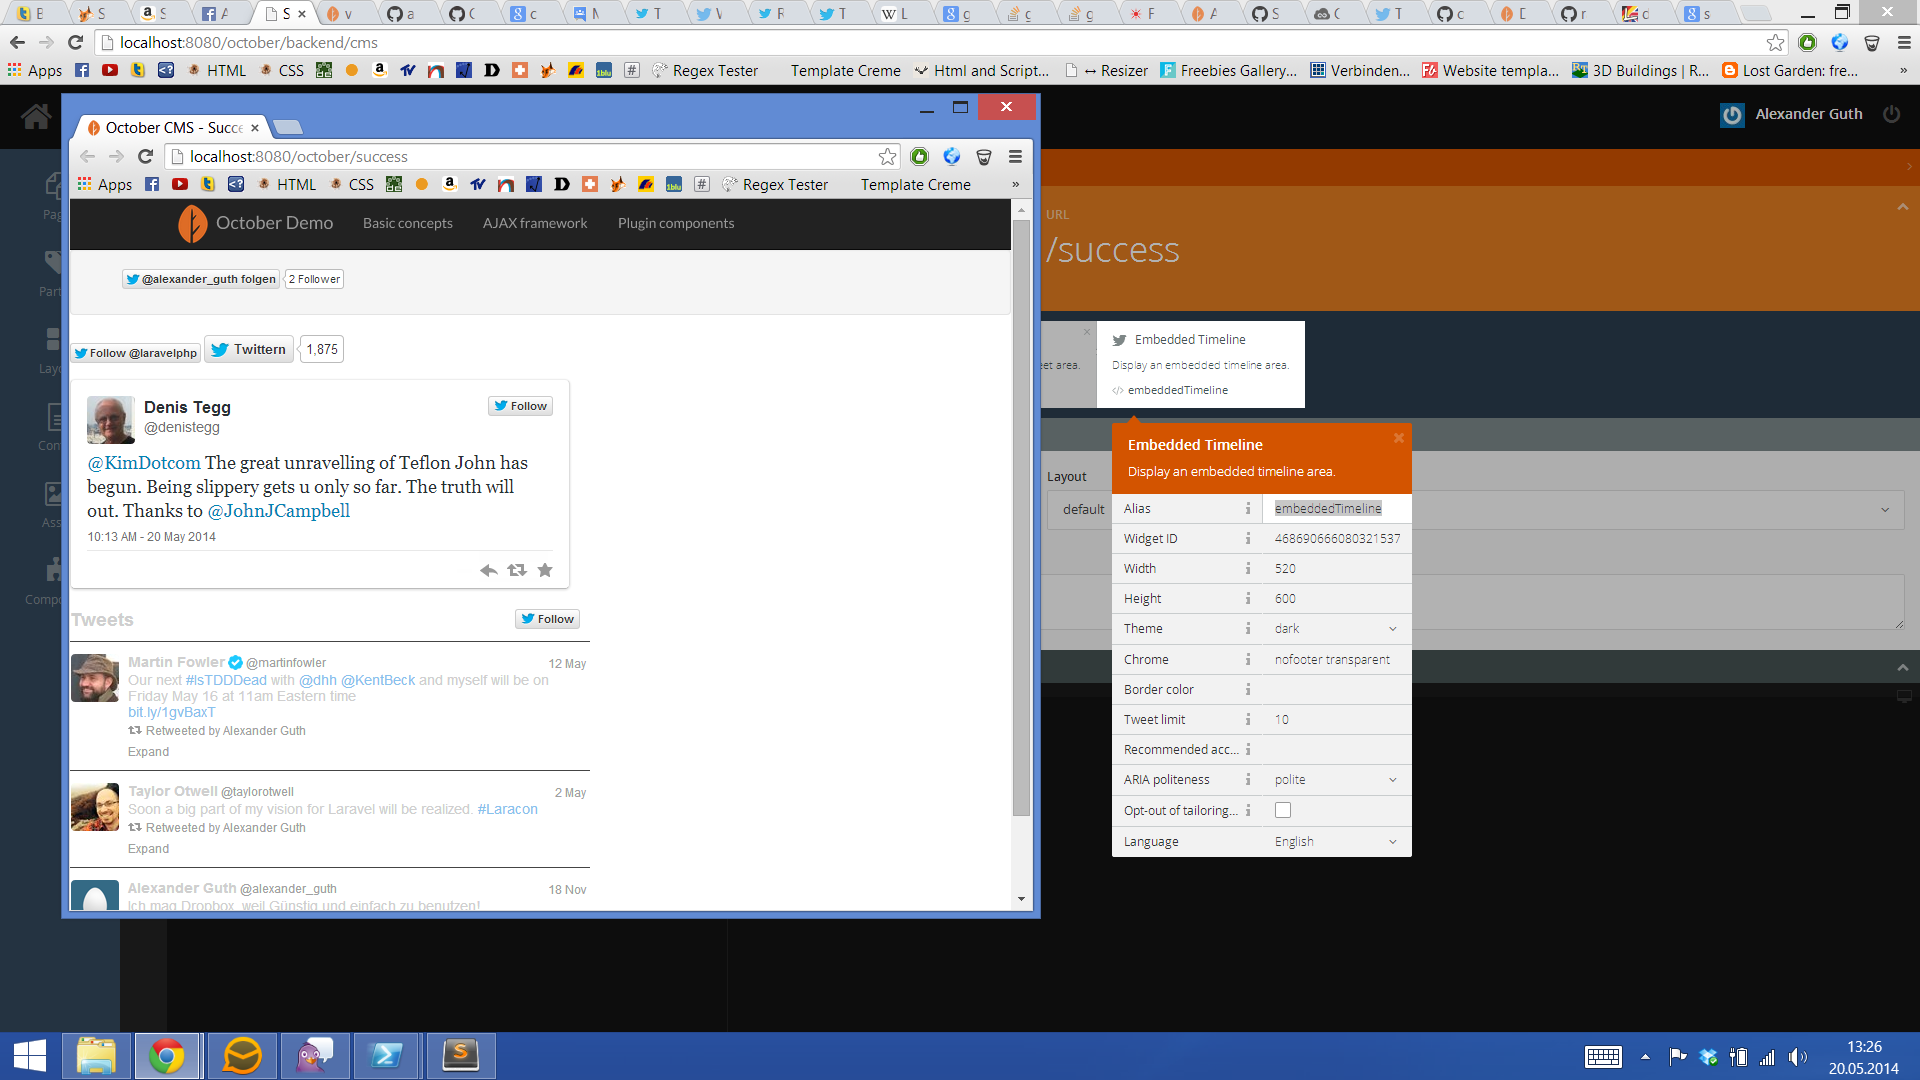 localhost:8080/october/backend/cms
Apps
HTML
CSS
Regex Tester
Template Creme
Html and Script...
↔ Resizer
Freebies Gallery...
Verbinden...
Website templa...
3D Buildings | R...
Lost Garden: fre...
»
Alexander Guth
October CMS - Succe
localhost:8080/october/success
Apps
HTML
CSS
Regex Tester
Template Creme
»
October Demo
Basic concepts
AJAX framework
Plugin components
@alexander_guth folgen
2 Follower
Follow @laravelphp
Twittern
1,875
Denis Tegg
@denistegg
Follow
@KimDotcom The great unravelling of Teflon John has
begun. Being slippery gets u only so far. The truth will
out. Thanks to @JohnJCampbell
10:13 AM - 20 May 2014
Tweets
Follow
Martin Fowler @martinfowler
12 May
Our next #IsTDDDead with @dhh @KentBeck and myself will be on
Friday May 16 at 11am Eastern time
bit.ly/1gvBaxT
Retweeted by Alexander Guth
Expand
Taylor Otwell @taylorotwell
2 May
Soon a big part of my vision for Laravel will be realized. #Laracon
Retweeted by Alexander Guth
Expand
Alexander Guth @alexander_guth
18 Nov
Ich mag Dropbox, weil Günstig und einfach zu benutzen!
URL
/success
eet area.
Embedded Timeline
Display an embedded timeline area.
embeddedTimeline
Layout
default
Embedded Timeline
Display an embedded timeline area.
Alias
embeddedTimeline
Widget ID
468690666080321537
Width
520
Height
600
Theme
dark
Chrome
nofooter transparent
Border color
Tweet limit
10
Recommended acc...
ARIA politeness
polite
Opt-out of tailoring...
Language
English
13:26
20.05.2014